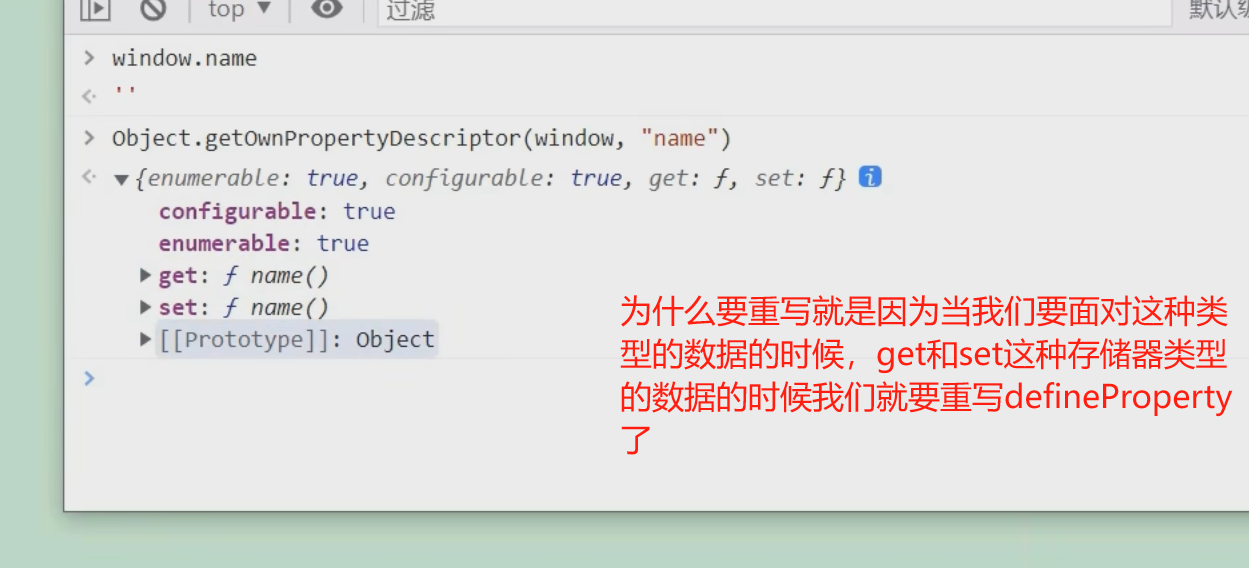 top ▼ 过滤 默认级
> window.name
<· ''
> Object.getOwnPropertyDescriptor(window, "name")
<· ▼{enumerable: true, configurable: true, get: ƒ, set: ƒ} i
configurable: true
enumerable: true
▶ get: ƒ name()
▶ set: ƒ name()
▶ [[Prototype]]: Object
>
为什么要重写就是因为当我们要面对这种类
型的数据的时候，get和set这种存储器类型
的数据的时候我们就要重写defineProperty
了